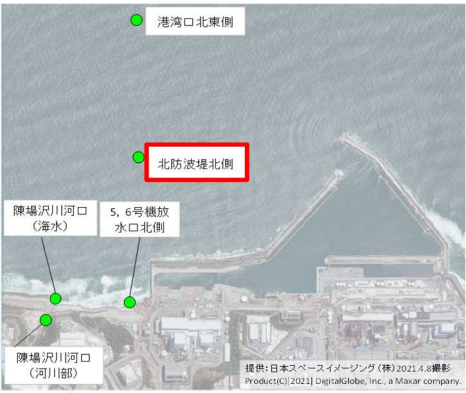 港湾口北東側
北防波堤北側
陳場沢川河口
（海水）
5，6号機放
水口北側
陳場沢川河口
（河川部）
提供：日本スペースイメージング（株）2021.4.8撮影
Product(C)[2021] DigitalGlobe, Inc., a Maxar company.